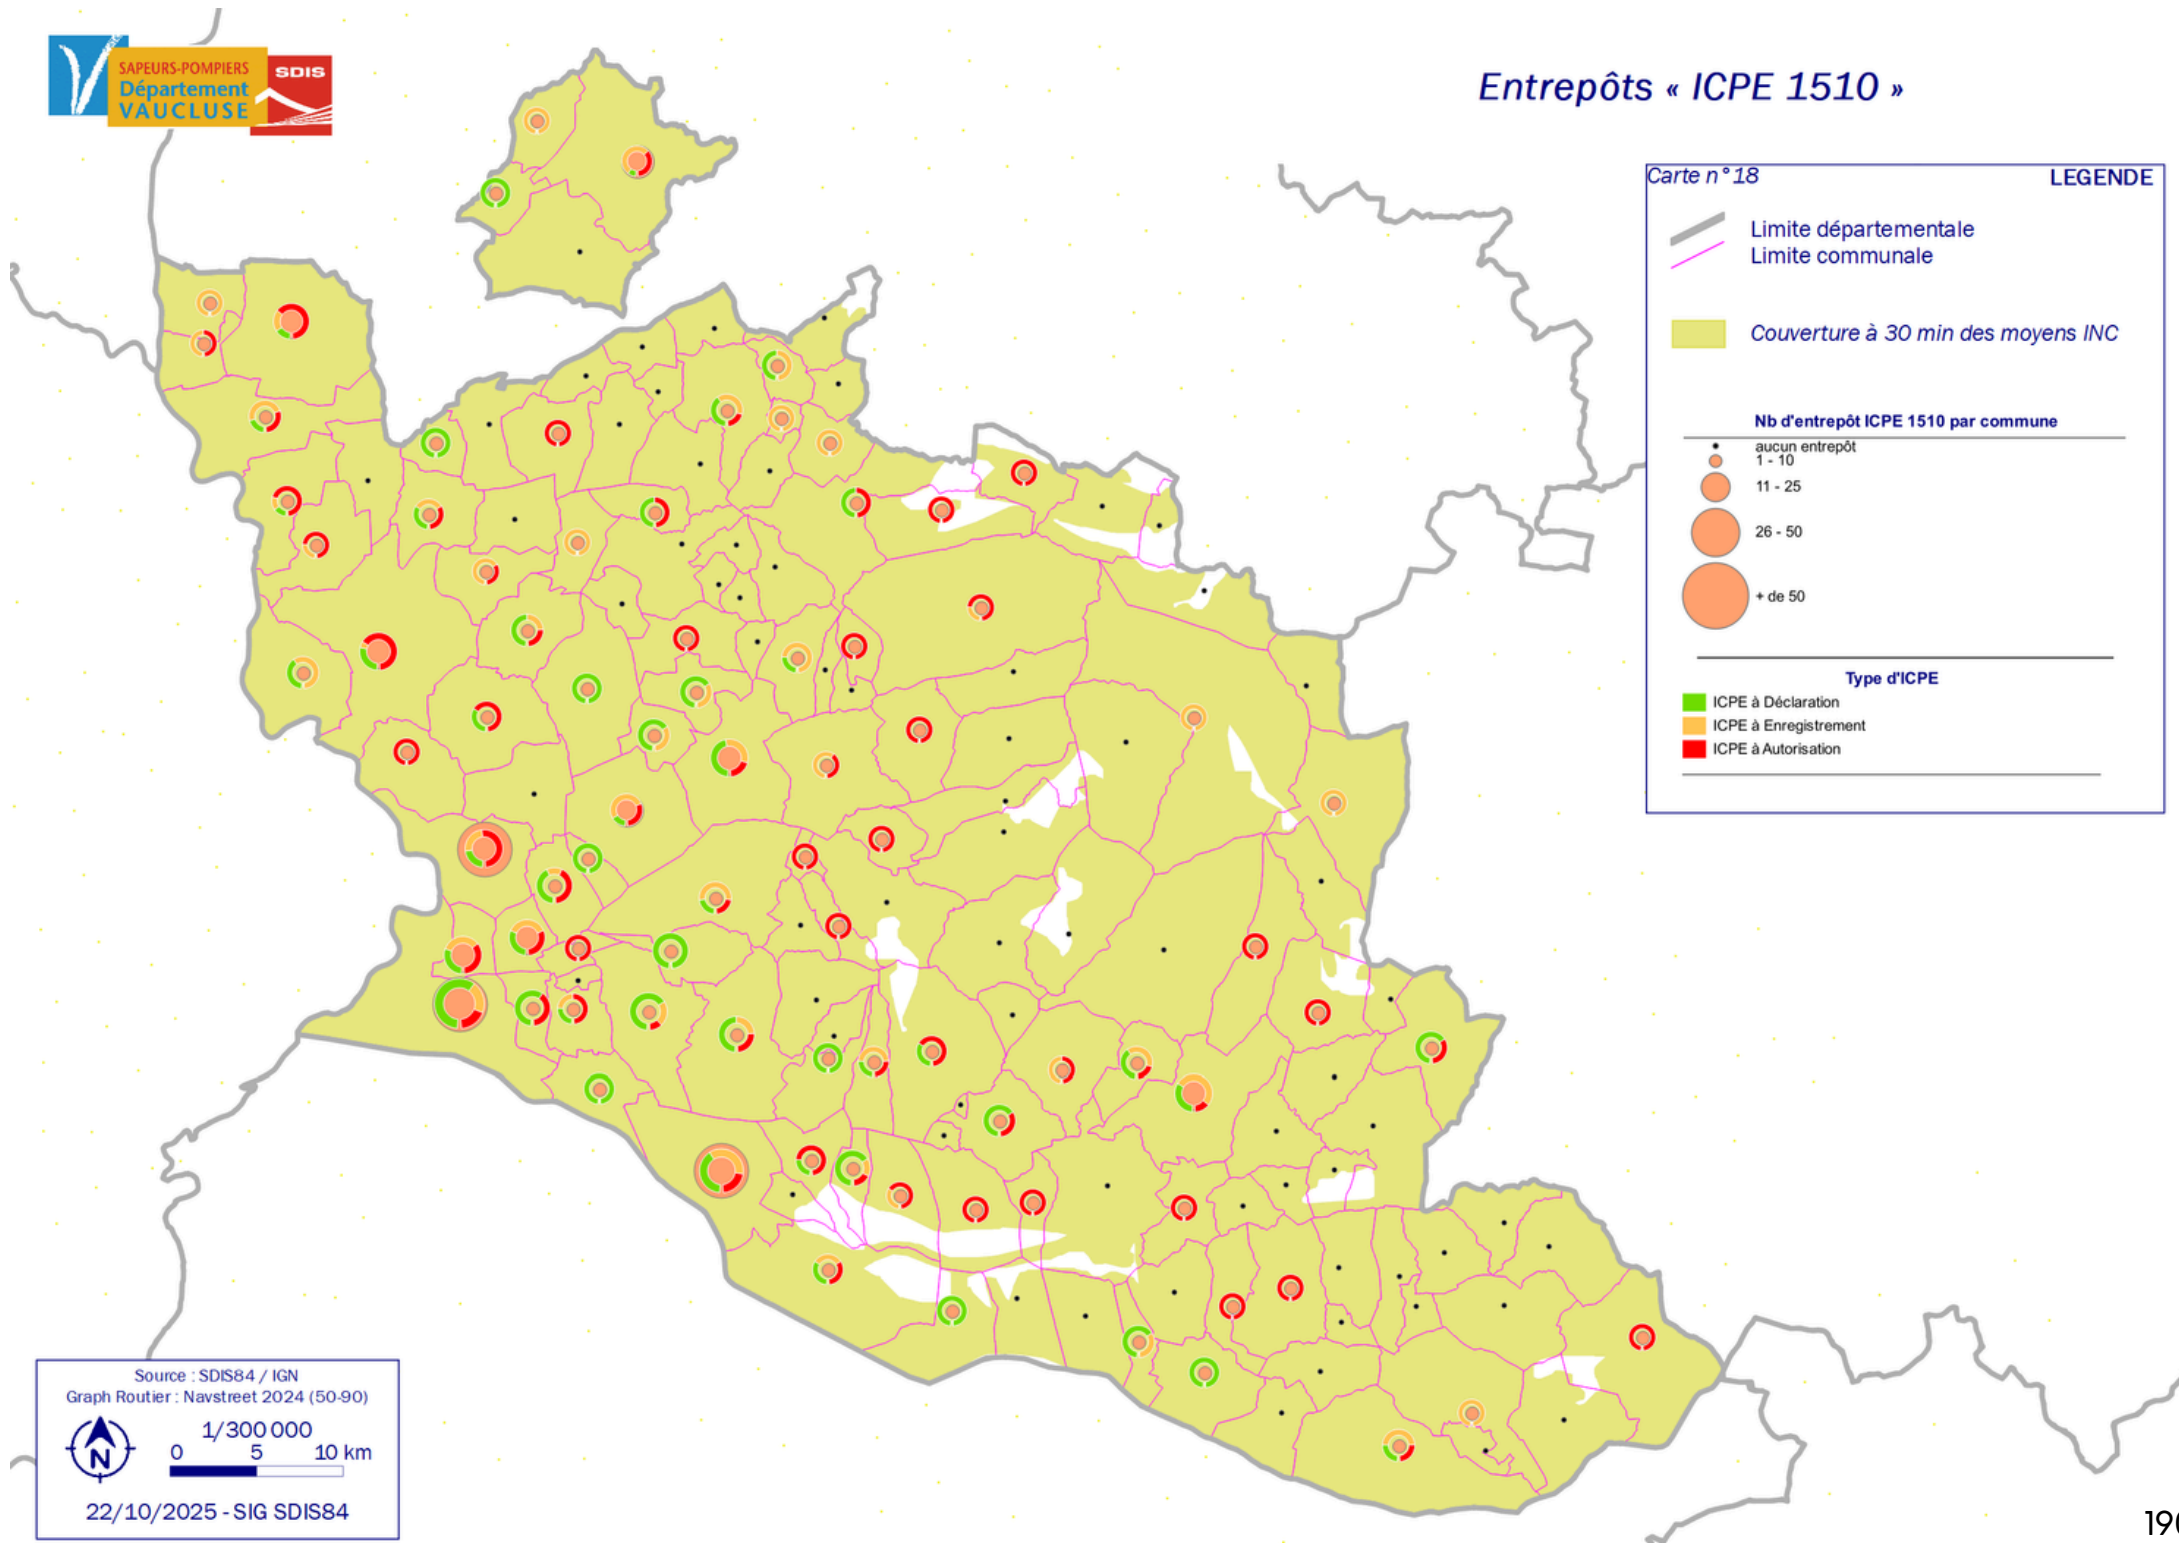 SAPEURS-POMPIERS
Département
VAUCLUSE
SDIS
Entrepôts « ICPE 1510 »
Carte n°18
LEGENDE
Limite départementale
Limite communale
Couverture à 30 min des moyens INC
Nb d'entrepôt ICPE 1510 par commune
aucun entrepôt
1 - 10
11 - 25
26 - 50
+ de 50
Type d'ICPE
ICPE à Déclaration
ICPE à Enregistrement
ICPE à Autorisation
Source : SDIS84 / IGN
Graph Routier : Navstreet 2024 (50-90)
1/300 000
0 5 10 km
N
22/10/2025 - SIG SDIS84